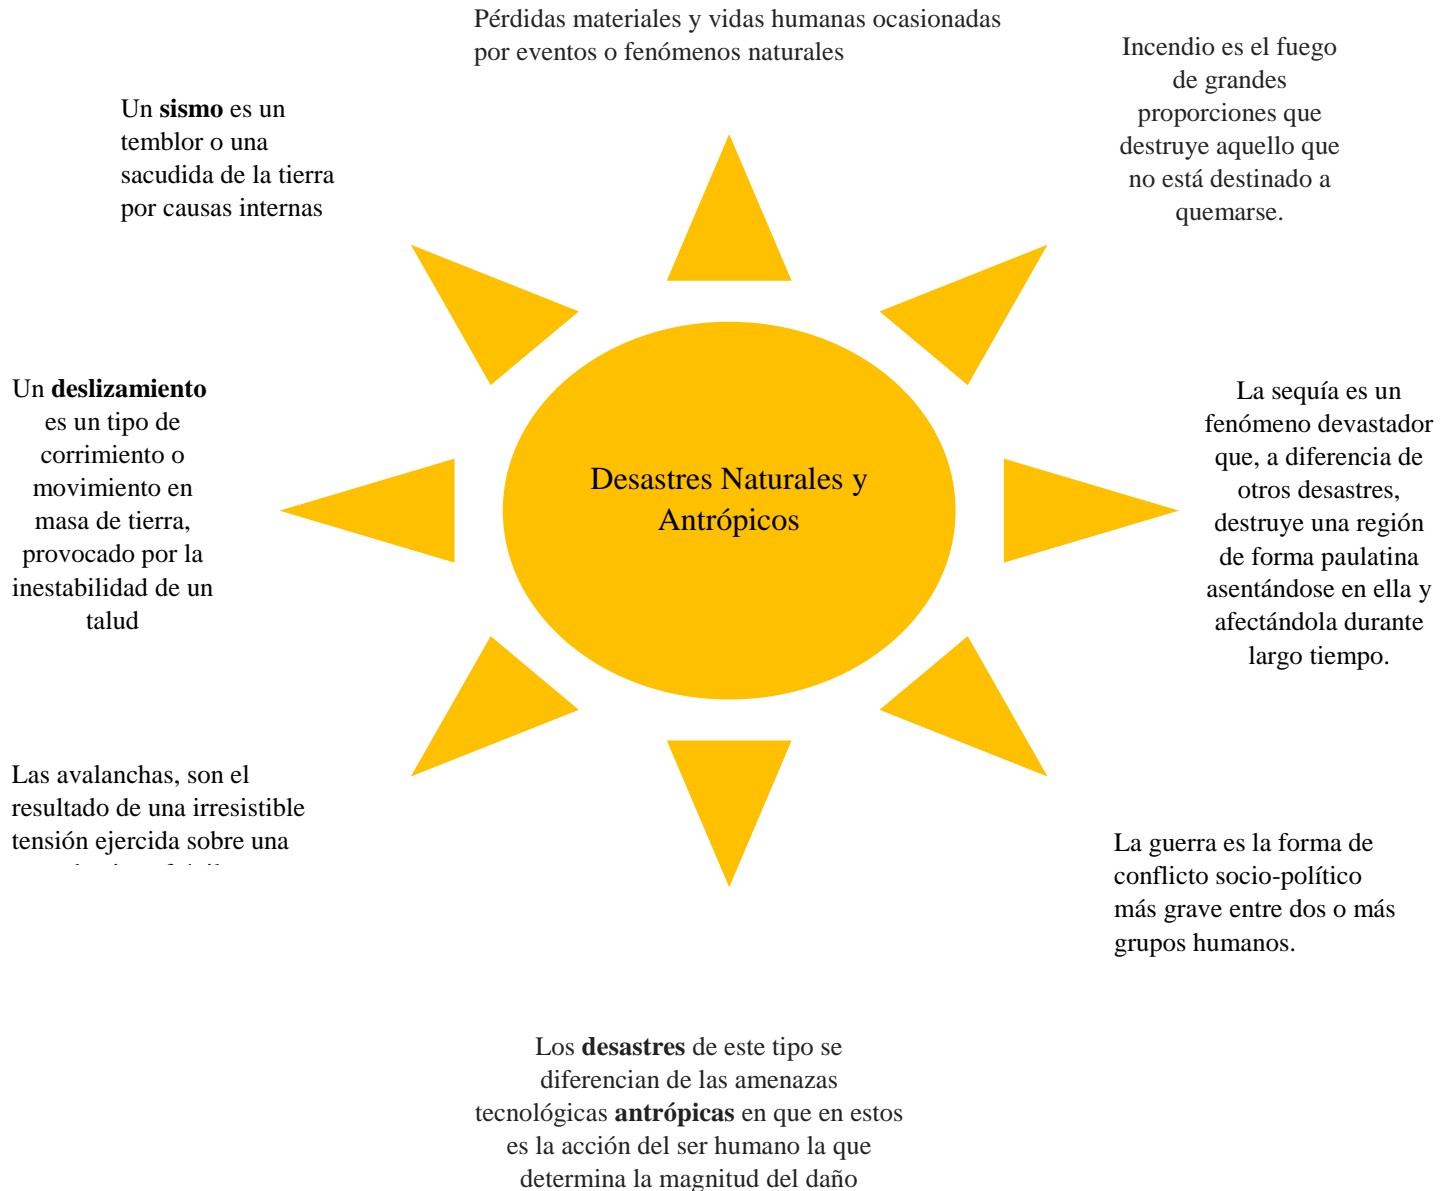 Pérdidas materiales y vidas humanas ocasionadas
por eventos o fenómenos naturales
Incendio es el fuego
de grandes
proporciones que
destruye aquello que
no está destinado a
quemarse.
Un sismo es un
temblor o una
sacudida de la tierra
por causas internas
Un deslizamiento
es un tipo de
corrimiento o
movimiento en
masa de tierra,
provocado por la
inestabilidad de un
talud
Desastres Naturales y
Antrópicos
La sequía es un
fenómeno devastador
que, a diferencia de
otros desastres,
destruye una región
de forma paulatina
asentándose en ella y
afectándola durante
largo tiempo.
Las avalanchas, son el
resultado de una irresistible
tensión ejercida sobre una
La guerra es la forma de
conflicto socio-político
más grave entre dos o más
grupos humanos.
Los desastres de este tipo se
diferencian de las amenazas
tecnológicas antrópicas en que en estos
es la acción del ser humano la que
determina la magnitud del daño